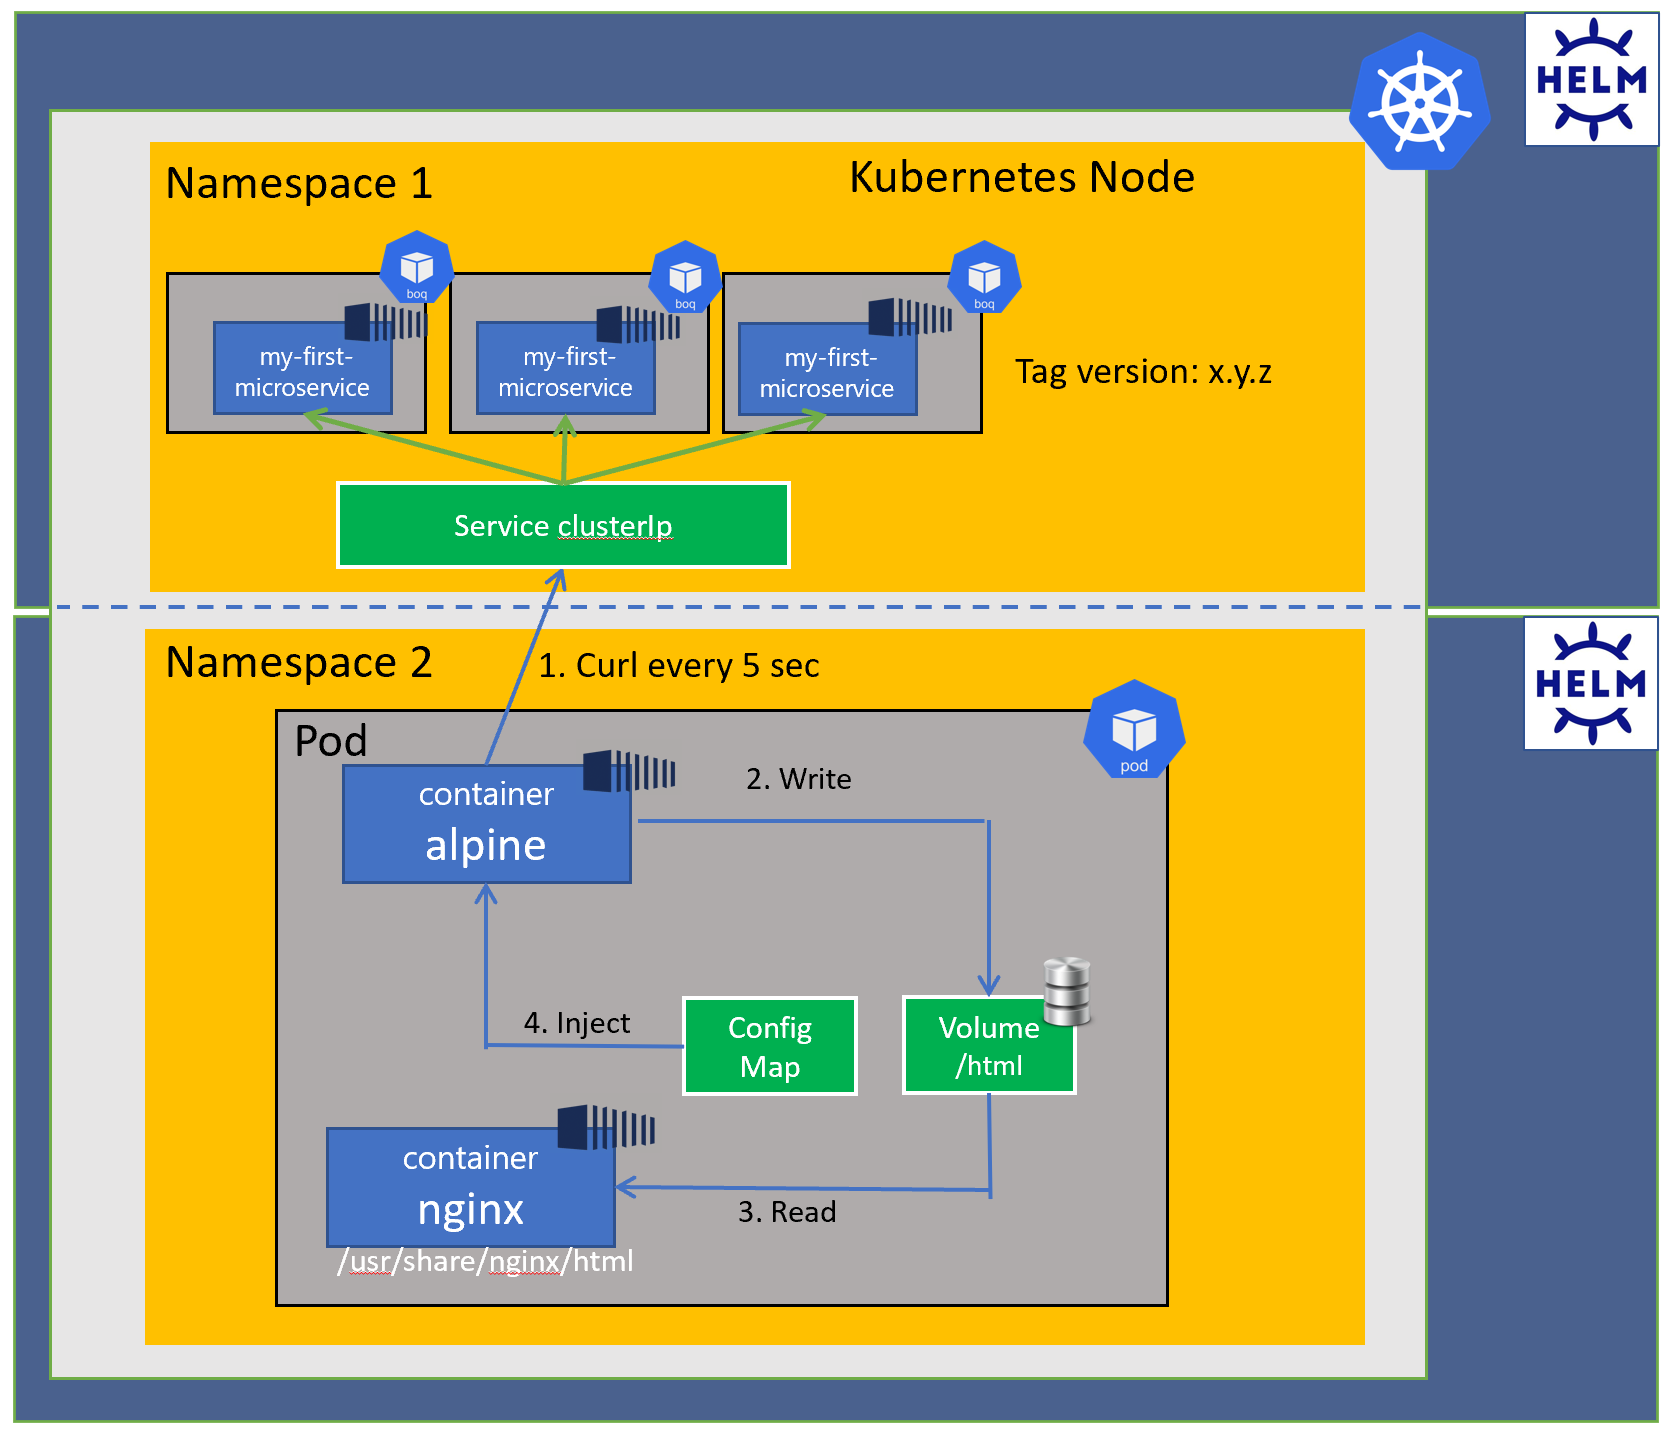 HELM
Namespace 1
Kubernetes Node
boq
boq
boq
my-first-
microservice
my-first-
microservice
my-first-
microservice
Tag version: x.y.z
Service clusterIp
HELM
Namespace 2
1. Curl every 5 sec
Pod
pod
container
alpine
2. Write
4. Inject
Config
Map
Volume
/html
container
nginx
3. Read
/usr/share/nginx/html